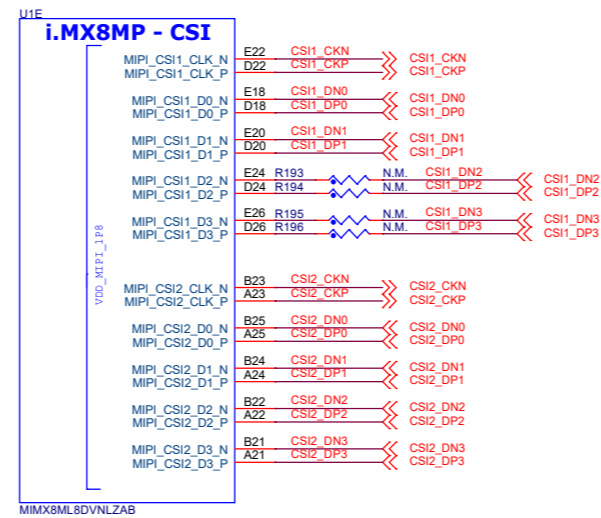 U1E
i.MX8MP - CSI
VDD_MIPI_1P8
MIPI_CSI1_CLK_N E22 CSI1_CKN CSI1_CKN
MIPI_CSI1_CLK_P D22 CSI1_CKP CSI1_CKP
MIPI_CSI1_D0_N E18 CSI1_DN0 CSI1_DN0
MIPI_CSI1_D0_P D18 CSI1_DP0 CSI1_DP0
MIPI_CSI1_D1_N E20 CSI1_DN1 CSI1_DN1
MIPI_CSI1_D1_P D20 CSI1_DP1 CSI1_DP1
MIPI_CSI1_D2_N E24 R193 N.M. CSI1_DN2 CSI1_DN2
MIPI_CSI1_D2_P D24 R194 N.M. CSI1_DP2 CSI1_DP2
MIPI_CSI1_D3_N E26 R195 N.M. CSI1_DN3 CSI1_DN3
MIPI_CSI1_D3_P D26 R196 N.M. CSI1_DP3 CSI1_DP3
MIPI_CSI2_CLK_N B23 CSI2_CKN CSI2_CKN
MIPI_CSI2_CLK_P A23 CSI2_CKP CSI2_CKP
MIPI_CSI2_D0_N B25 CSI2_DN0 CSI2_DN0
MIPI_CSI2_D0_P A25 CSI2_DP0 CSI2_DP0
MIPI_CSI2_D1_N B24 CSI2_DN1 CSI2_DN1
MIPI_CSI2_D1_P A24 CSI2_DP1 CSI2_DP1
MIPI_CSI2_D2_N B22 CSI2_DN2 CSI2_DN2
MIPI_CSI2_D2_P A22 CSI2_DP2 CSI2_DP2
MIPI_CSI2_D3_N B21 CSI2_DN3 CSI2_DN3
MIPI_CSI2_D3_P A21 CSI2_DP3 CSI2_DP3
MIMX8ML8DVNLZAB